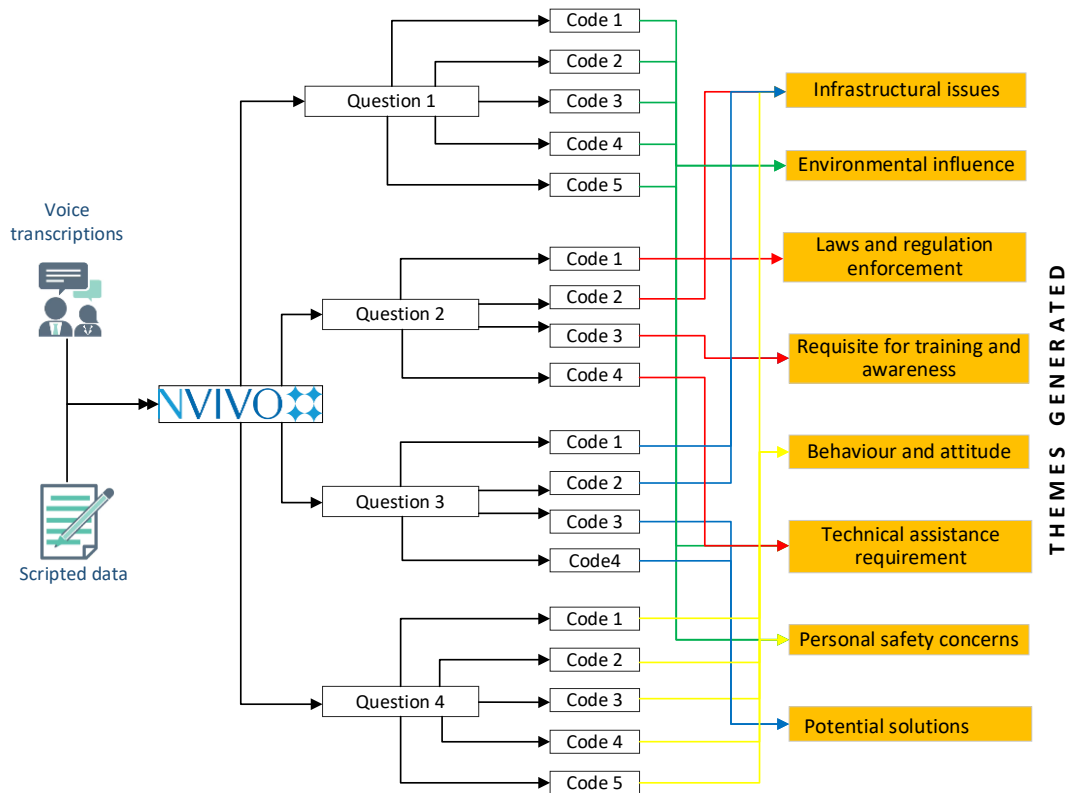 Voice
transcriptions
Scripted data
NVIVO
Question 1
Code 1
Code 2
Code 3
Code 4
Code 5
Question 2
Code 1
Code 2
Code 3
Code 4
Question 3
Code 1
Code 2
Code 3
Code4
Question 4
Code 1
Code 2
Code 3
Code 4
Code 5
Infrastructural issues
Environmental influence
Laws and regulation
enforcement
Requisite for training and
awareness
Behaviour and attitude
Technical assistance
requirement
Personal safety concerns
Potential solutions
THEMES GENERATED